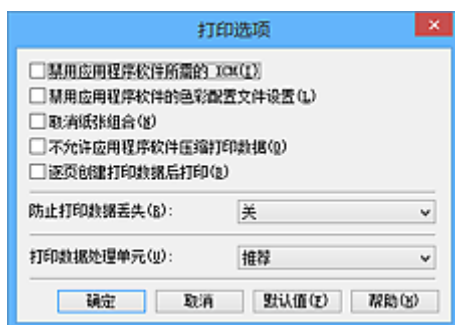 打印选项
禁用应用程序软件所需的 ICM(I)
禁用应用程序软件的色彩配置文件设置(L)
取消纸张组合(N)
不允许应用程序软件压缩打印数据(O)
逐页创建打印数据后打印(R)
防止打印数据丢失(B): 关
打印数据处理单元(U): 推荐
确定 取消 默认值(F) 帮助(H)